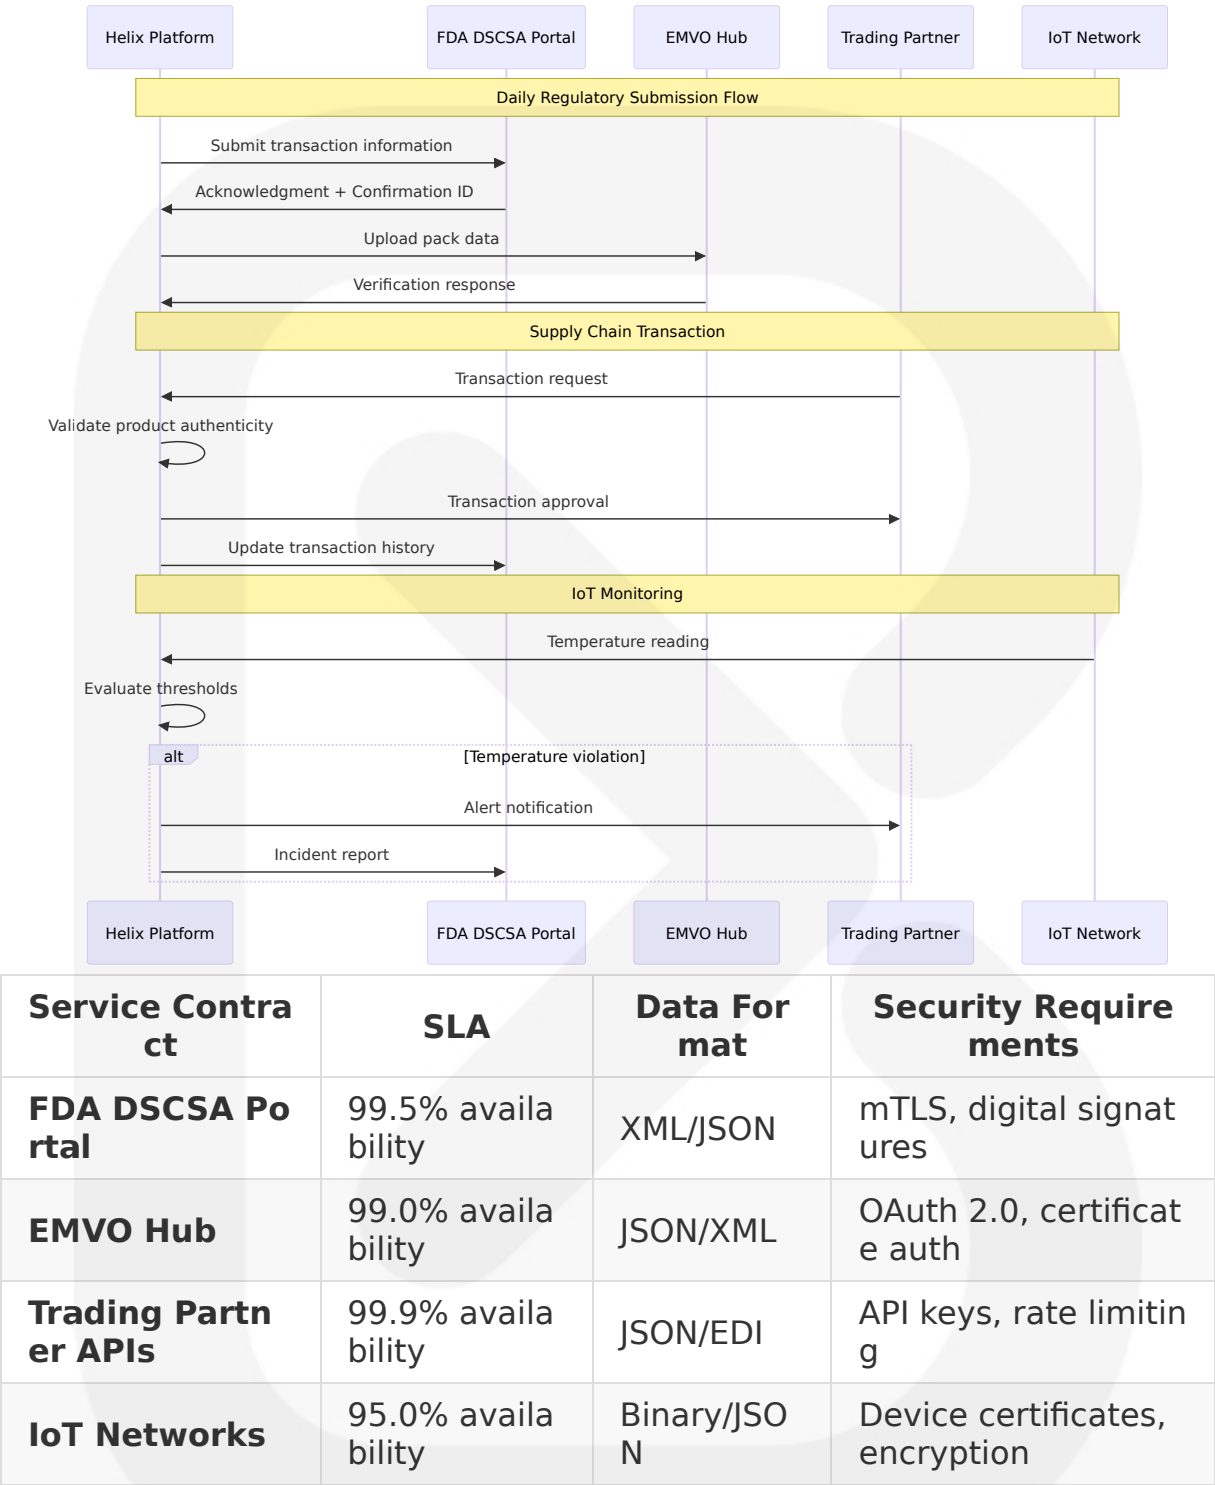 Helix Platform
FDA DSCSA Portal
EMVO Hub
Trading Partner
IoT Network
Daily Regulatory Submission Flow
Submit transaction information
Acknowledgment + Confirmation ID
Upload pack data
Verification response
Supply Chain Transaction
Transaction request
Validate product authenticity
Transaction approval
Update transaction history
IoT Monitoring
Temperature reading
Evaluate thresholds
alt
[Temperature violation]
Alert notification
Incident report
Helix Platform
FDA DSCSA Portal
EMVO Hub
Trading Partner
IoT Network
Service Contra
ct
SLA
Data For
mat
Security Require
ments
FDA DSCSA Po
rtal
99.5% availa
bility
XML/JSON
mTLS, digital signat
ures
EMVO Hub
99.0% availa
bility
JSON/XML
OAuth 2.0, certificat
e auth
Trading Partn
er APIs
99.9% availa
bility
JSON/EDI
API keys, rate limitin
g
IoT Networks
95.0% availa
bility
Binary/JSO
N
Device certificates,
encryption